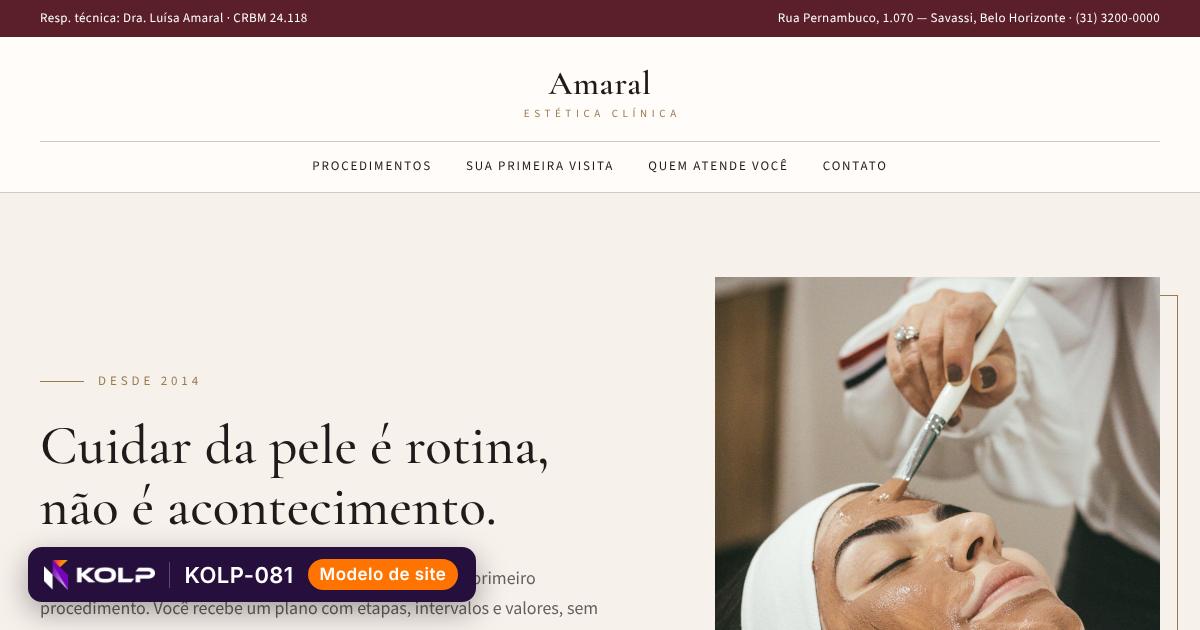 Resp. técnica: Dra. Luísa Amaral · CRBM 24.118
Rua Pernambuco, 1.070 — Savassi, Belo Horizonte · (31) 3200-0000
Amaral
ESTÉTICA CLÍNICA
PROCEDIMENTOS SUA PRIMEIRA VISITA QUEM ATENDE VOCÊ CONTATO
DESDE 2014
Cuidar da pele é rotina,
não é acontecimento.
primeiro
KOLP KOLP-081 Modelo de site
procedimento. Você recebe um plano com etapas, intervalos e valores, sem